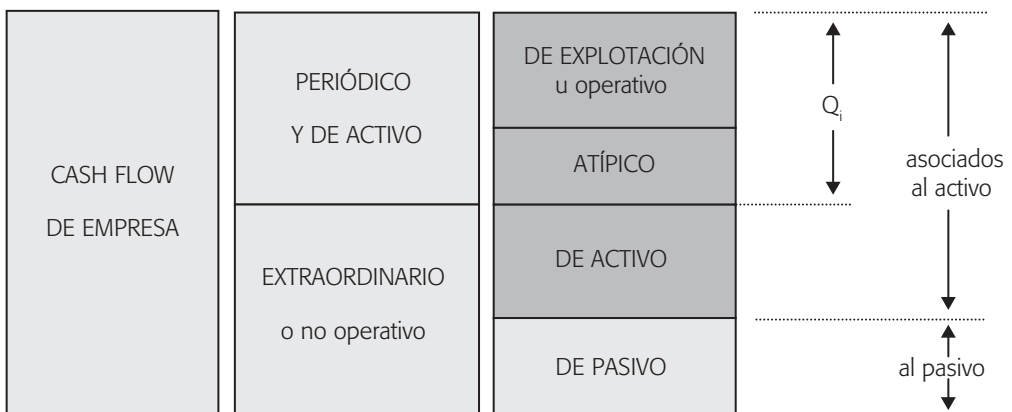 CASH FLOW
DE EMPRESA
PERIÓDICO
Y DE ACTIVO
EXTRAORDINARIO
o no operativo
DE EXPLOTACIÓN
u operativo
ATÍPICO
DE ACTIVO
DE PASIVO
Qi
asociados
al activo
al pasivo